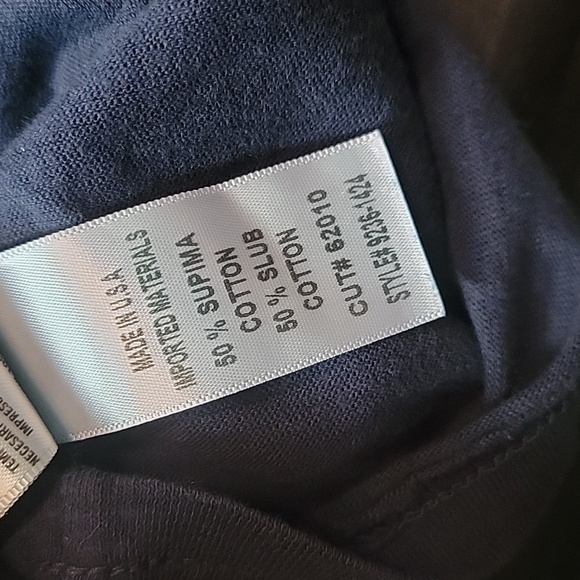 MADE IN U.S.A
IMPORTED MATERIALS
50 % SUPIMA
COTTON
50 % SLUB
COTTON
CUT# 62010
STYLE# 9236-1424